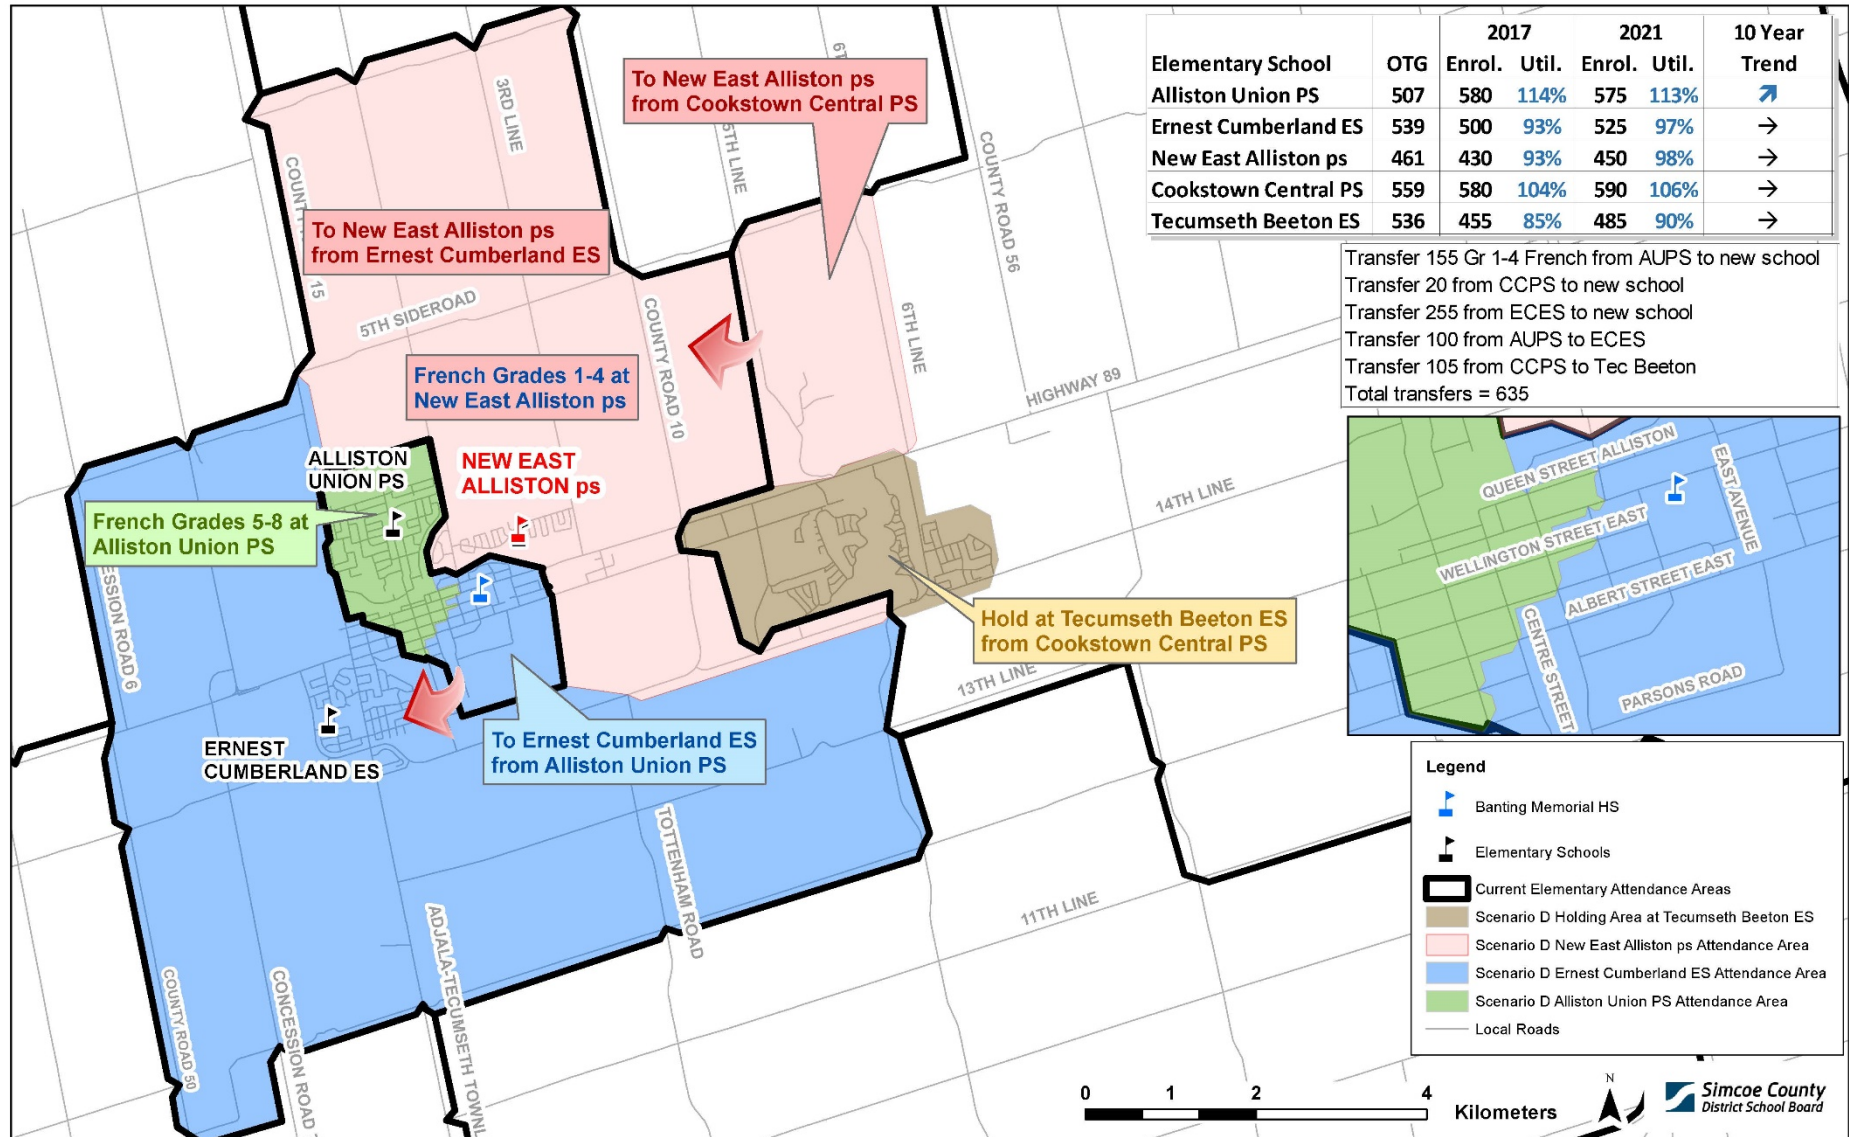 2017 2021 10 Year
Elementary School OTG Enrol. Util. Enrol. Util. Trend
Alliston Union PS 507 580 114% 575 113%
Ernest Cumberland ES 539 500 93% 525 97% →
New East Alliston ps 461 430 93% 450 98% →
Cookstown Central PS 559 580 104% 590 106% →
Tecumseth Beeton ES 536 455 85% 485 90% →
Transfer 155 Gr 1-4 French from AUPS to new school
Transfer 20 from CCPS to new school
Transfer 255 from ECES to new school
Transfer 100 from AUPS to ECES
Transfer 105 from CCPS to Tec Beeton
Total transfers = 635
To New East Alliston ps
from Cookstown Central PS
3RD LINE
5TH LINE
COUNTY ROAD 56
To New East Alliston ps
from Ernest Cumberland ES
15
5TH SIDEROAD
COUNTY ROAD 10
6TH LINE
HIGHWAY 89
French Grades 1-4 at
New East Alliston ps
ALLISTON
UNION PS
NEW EAST
ALLISTON ps
French Grades 5-8 at
Alliston Union PS
ESSION ROAD 6
14TH LINE
Hold at Tecumseth Beeton ES
from Cookstown Central PS
13TH LINE
ERNEST
CUMBERLAND ES
To Ernest Cumberland ES
from Alliston Union PS
TOTTENHAM ROAD
11TH LINE
ADJALA-TECUMSETH TOWNL
CONCESSION ROAD
COUNTY ROAD 50
QUEEN STREET ALLISTON
EAST AVENUE
WELLINGTON STREET EAST
ALBERT STREET EAST
CENTRE STREET
PARSONS ROAD
Legend
Banting Memorial HS
Elementary Schools
Current Elementary Attendance Areas
Scenario D Holding Area at Tecumseth Beeton ES
Scenario D New East Alliston ps Attendance Area
Scenario D Ernest Cumberland ES Attendance Area
Scenario D Alliston Union PS Attendance Area
Local Roads
0 1 2 4
Kilometers
N
Simcoe County
District School Board